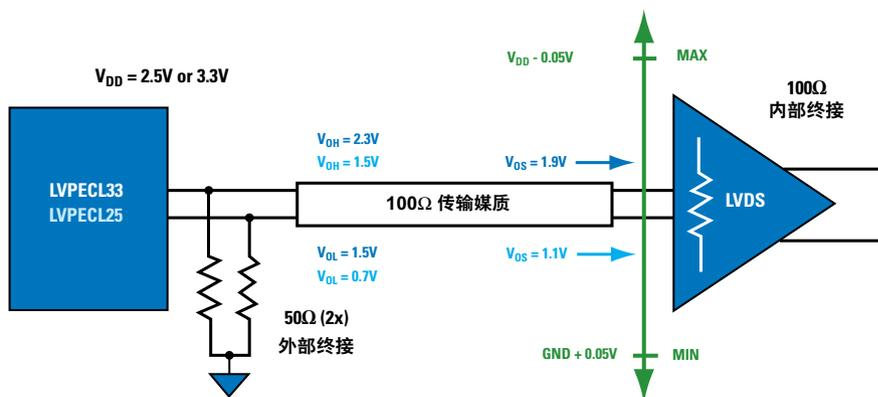 V_DD = 2.5V or 3.3V
V_DD - 0.05V
MAX
100Ω
内部终接
V_OH = 2.3V
V_OH = 1.5V
V_OS = 1.9V
LVPECL33
LVPECL25
100Ω 传输媒质
LVDS
V_OL = 1.5V
V_OL = 0.7V
V_OS = 1.1V
50Ω (2x)
外部终接
GND + 0.05V
MIN